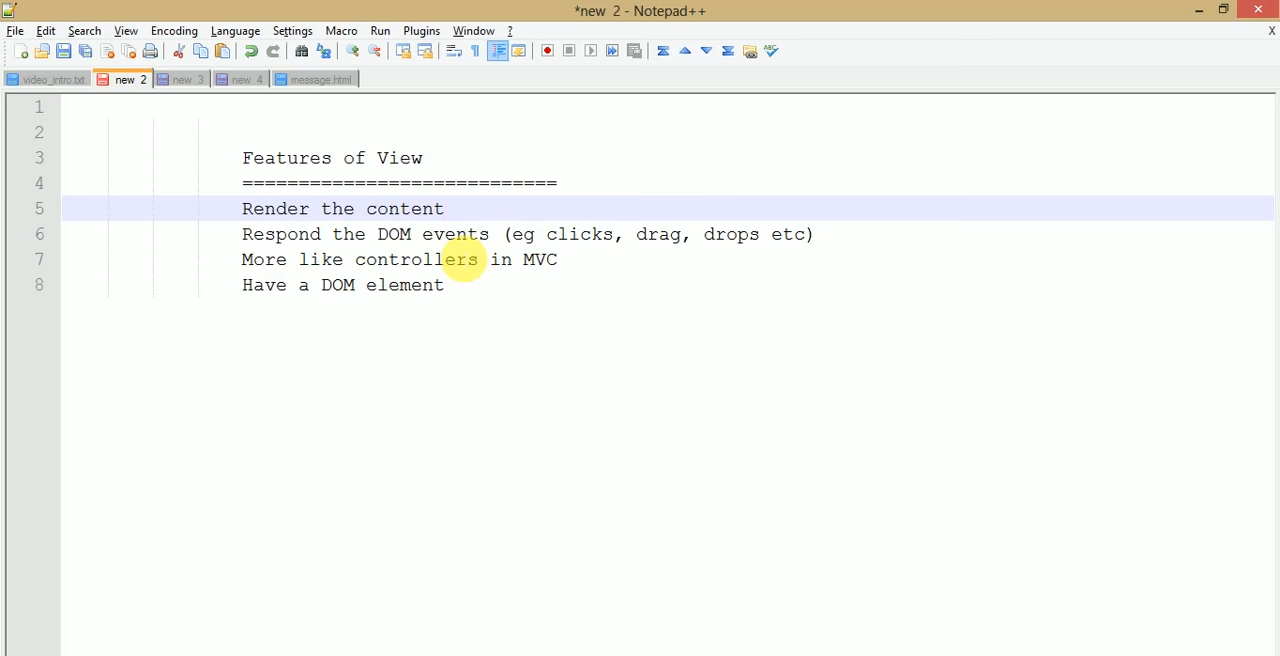 *new 2 - Notepad++
File Edit Search View Encoding Language Settings Macro Run Plugins Window ? X
video_intro.txt new 2 new 3 new 4 message.html
1
2
3 Features of View
4 ============================
5 Render the content
6 Respond the DOM events (eg clicks, drag, drops etc)
7 More like controllers in MVC
8 Have a DOM element